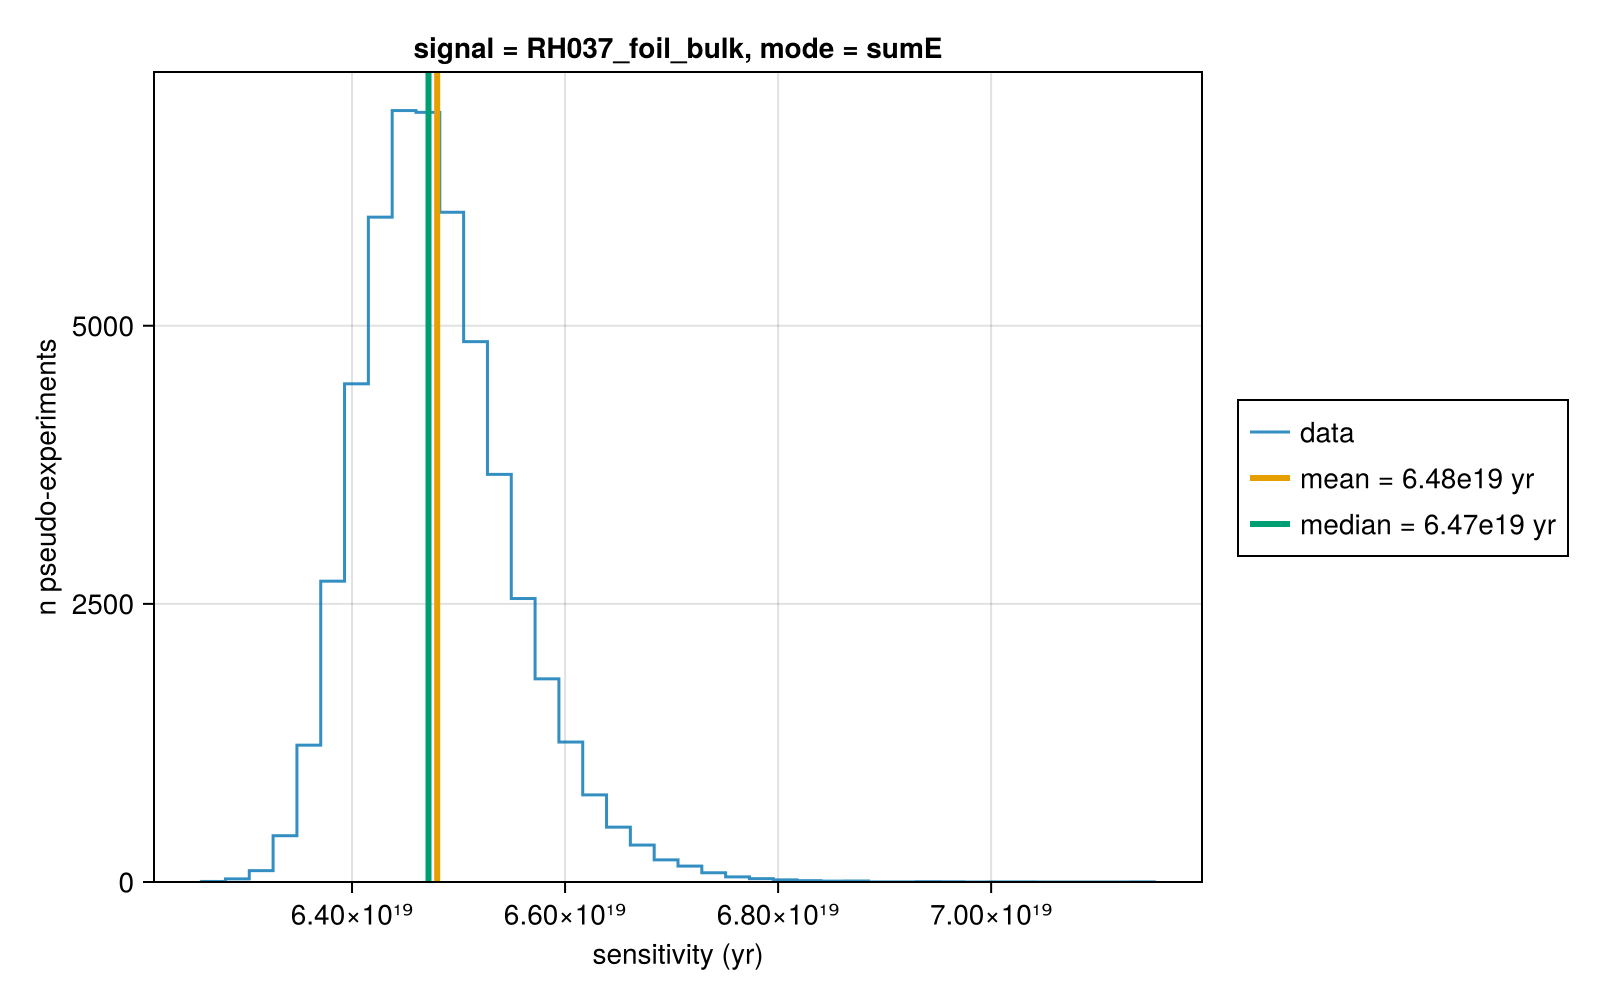 signal = RH037_foil_bulk, mode = sumE
n pseudo-experiments
5000
2500
0
6.40×10¹⁹ 6.60×10¹⁹ 6.80×10¹⁹ 7.00×10¹⁹
sensitivity (yr)
data
mean = 6.48e19 yr
median = 6.47e19 yr